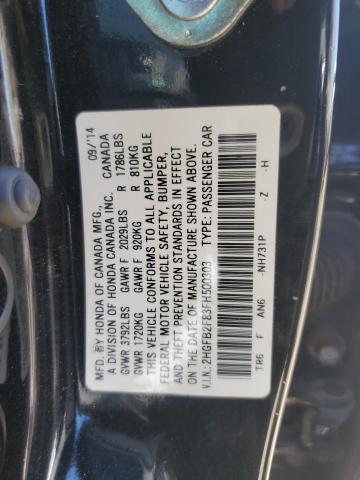 MFD. BY HONDA OF CANADA MFG., 09/'14
A DIVISION OF HONDA CANADA INC. CANADA
GVWR 3792LBS GAWR F 2029LBS R 1786LBS
GVWR 1720KG GAWR F 920KG R 810KG
THIS VEHICLE CONFORMS TO ALL APPLICABLE
FEDERAL MOTOR VEHICLE SAFETY, BUMPER,
AND THEFT PREVENTION STANDARDS IN EFFECT
ON THE DATE OF MANUFACTURE SHOWN ABOVE.
V.I.N.: 2HGFB2F83FH500303 TYPE: PASSENGER CAR
TR6 F AN6 -NH731P -Z -H